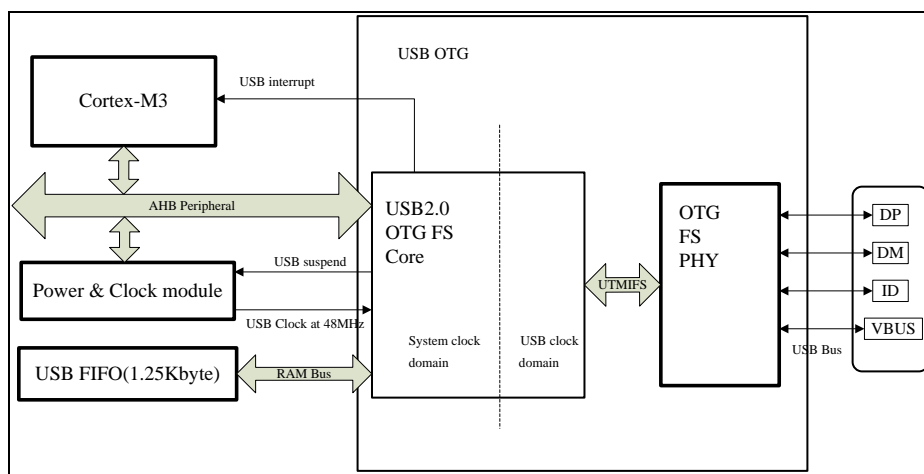 USB OTG
USB interrupt
Cortex-M3
AHB Peripheral
USB2.0
OTG FS
Core
OTG
FS
PHY
DP
DM
ID
VBUS
USB suspend
Power & Clock module
UTMIFS
USB Clock at 48MHz
USB Bus
System clock
domain
USB clock
domain
USB FIFO(1.25Kbyte)
RAM Bus